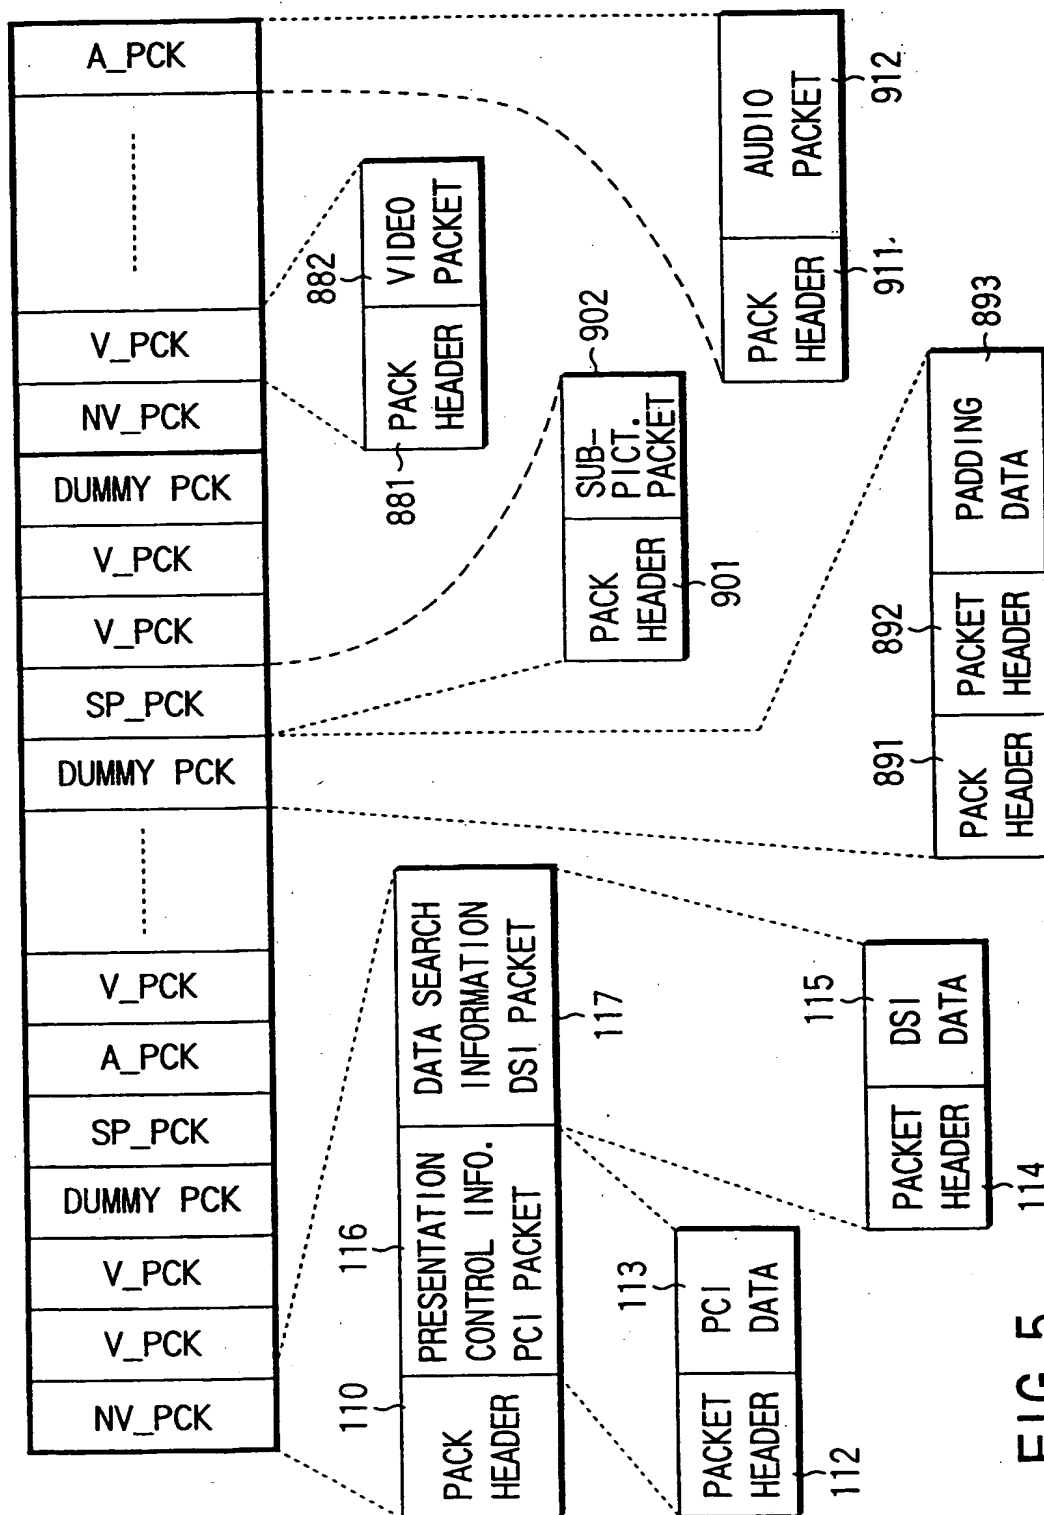 NV_PCK
V_PCK
V_PCK
DUMMY PCK
SP_PCK
A_PCK
V_PCK
DUMMY PCK
SP_PCK
V_PCK
V_PCK
DUMMY PCK
NV_PCK
V_PCK
A_PCK
110
116
PACK
HEADER
PRESENTATION
CONTROL INFO.
PCI PACKET
DATA SEARCH
INFORMATION
DSI PACKET
117
881
882
PACK
HEADER
VIDEO
PACKET
902
PACK
HEADER
SUB-
PICT.
PACKET
901
113
PACKET
HEADER
PCI
DATA
112
PACK
HEADER
AUDIO
PACKET
911
912
115
PACKET
HEADER
DSI
DATA
114
891
892
893
PACK
HEADER
PACKET
HEADER
PADDING
DATA
FIG. 5